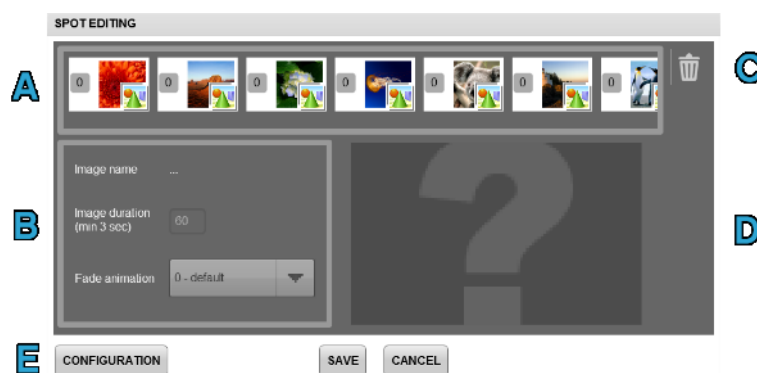 SPOT EDITING
A
0 0 0 0 0 0 0
C
Image name ...
B
Image duration
(min 3 sec)
60
D
Fade animation
0 - default
?
E
CONFIGURATION SAVE CANCEL